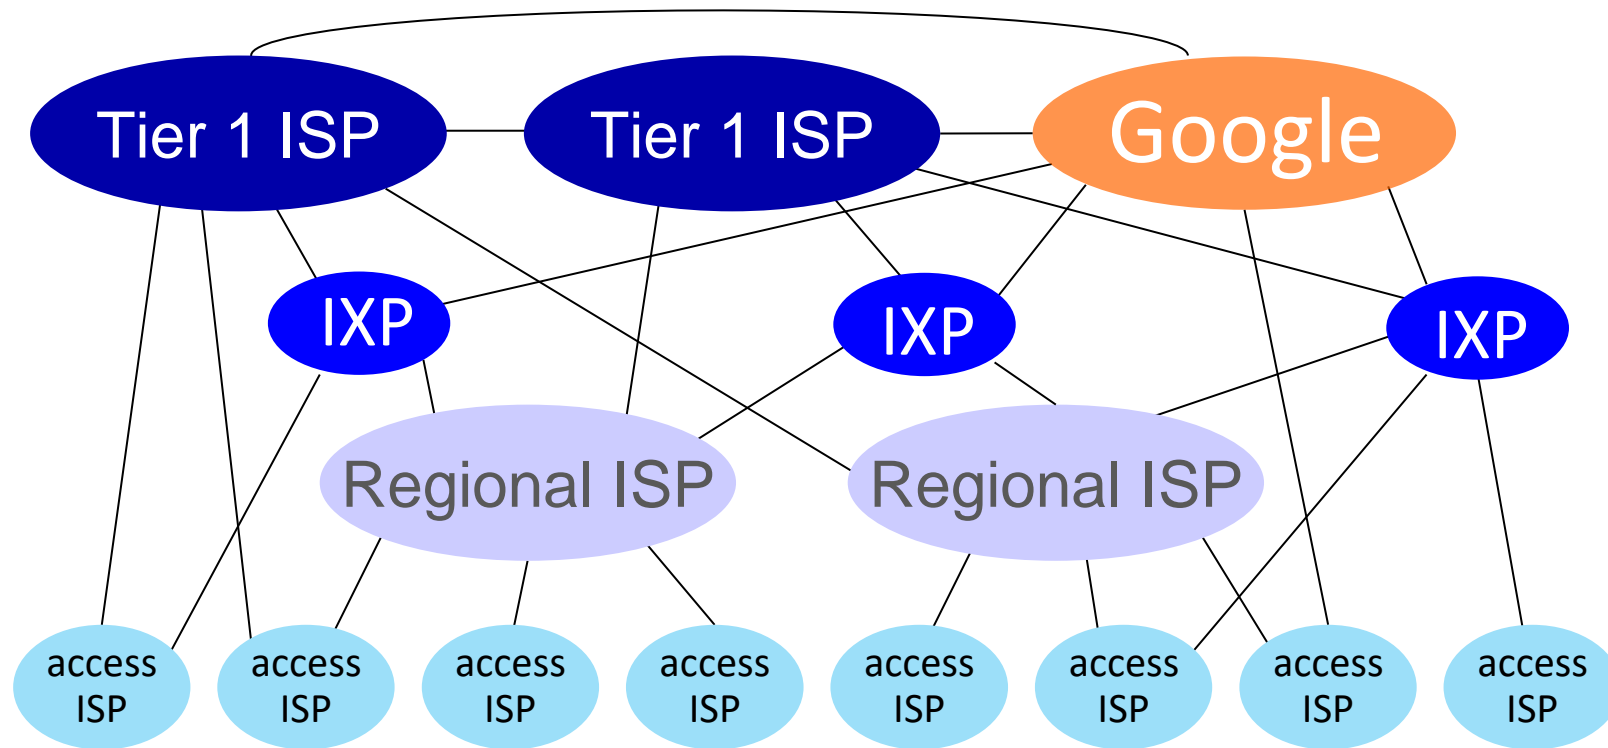 Tier 1 ISP
Tier 1 ISP
Google
IXP
IXP
IXP
Regional ISP
Regional ISP
access
ISP
access
ISP
access
ISP
access
ISP
access
ISP
access
ISP
access
ISP
access
ISP